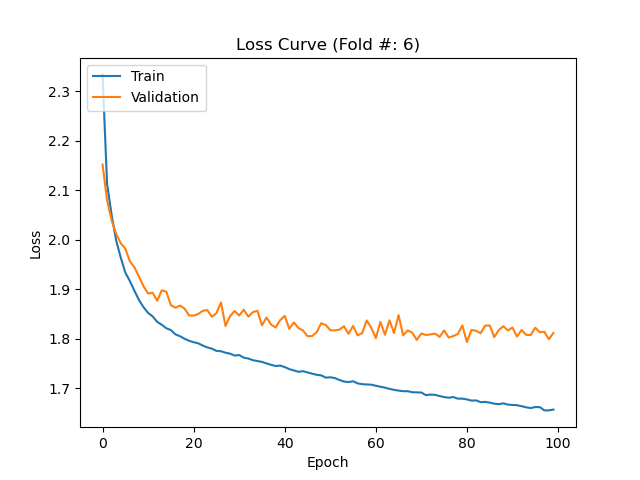 Loss Curve (Fold #: 6)
Train
Validation
2.3
2.2
2.1
2.0
1.9
1.8
1.7
Loss
0 20 40 60 80 100
Epoch